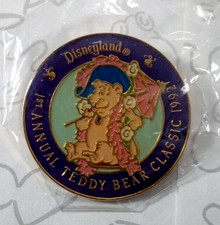 Disneyland®
1st ANNUAL TEDDY BEAR CLASSIC 1992